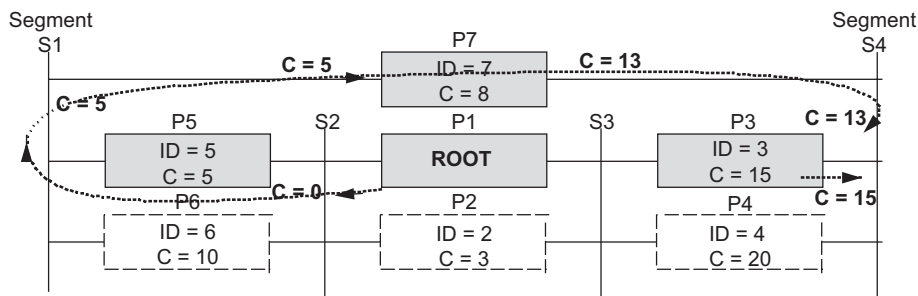 Segment
S1
Segment
S4
P7
ID = 7
C = 8
C = 5
C = 13
C = 5
C = 13
P5
ID = 5
C = 5
S2
P1
ROOT
S3
P3
ID = 3
C = 15
C = 0
C = 15
P6
ID = 6
C = 10
P2
ID = 2
C = 3
P4
ID = 4
C = 20